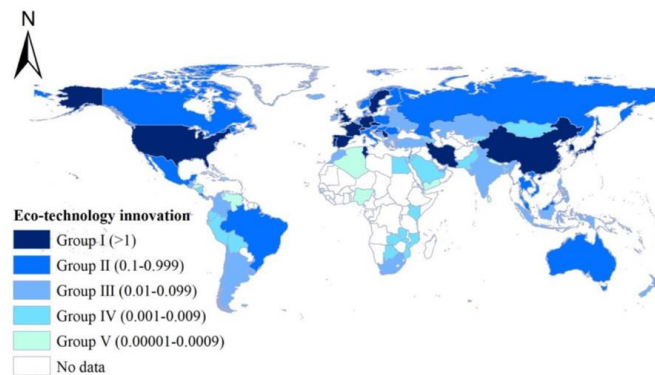 N
Eco-technology innovation
Group I (>1)
Group II (0.1-0.999)
Group III (0.01-0.099)
Group IV (0.001-0.009)
Group V (0.00001-0.0009)
No data